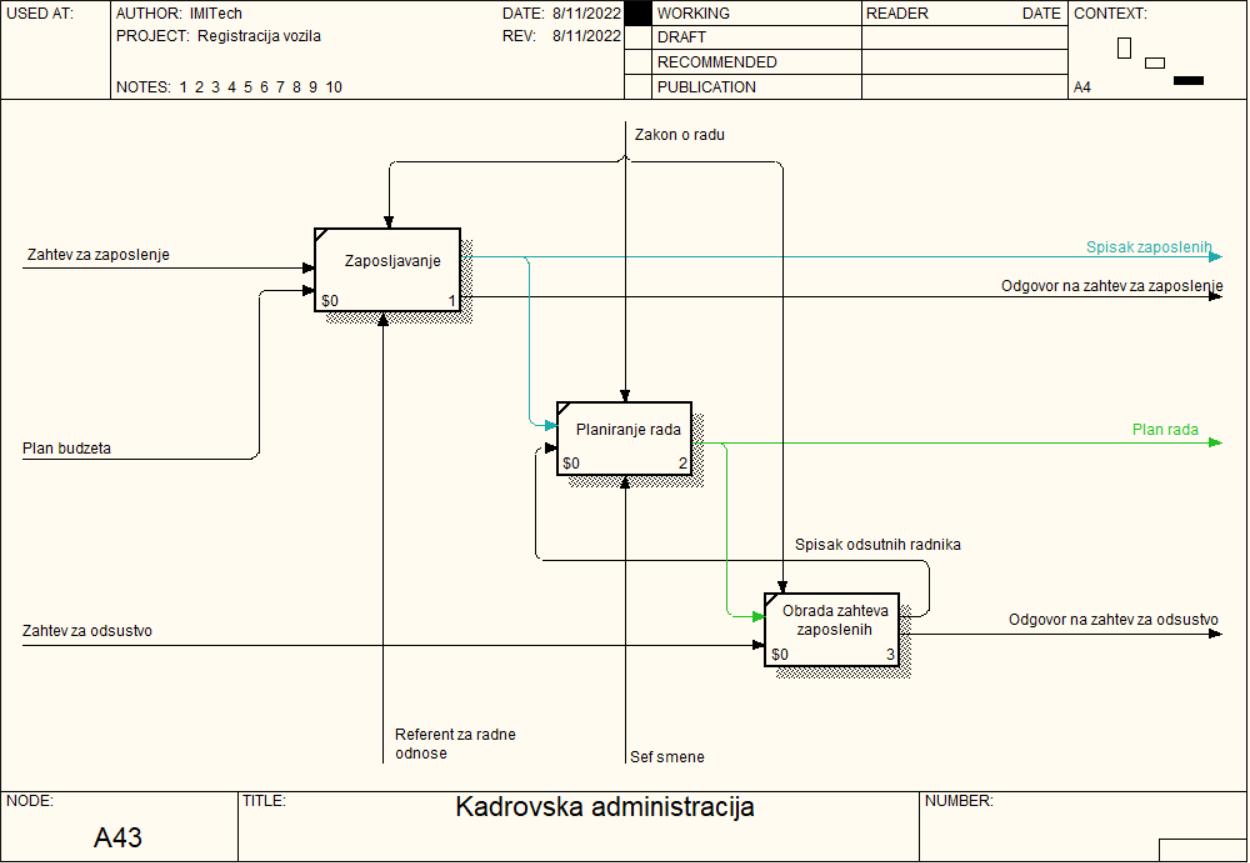 USED AT:
AUTHOR: IMITech
DATE: 8/11/2022
PROJECT: Registracija vozila
REV: 8/11/2022
NOTES: 1 2 3 4 5 6 7 8 9 10
WORKING
DRAFT
RECOMMENDED
PUBLICATION
READER
DATE
CONTEXT:
A4
Zakon o radu
Zahtev za zaposlenje
Zaposljavanje
$0
1
Spisak zaposlenih
Odgovor na zahtev za zaposlenje
Plan budzeta
Planiranje rada
$0
2
Plan rada
Spisak odsutnih radnika
Zahtev za odsustvo
Obrada zahteva
zaposlenih
$0
3
Odgovor na zahtev za odsustvo
Referent za radne
odnose
Sef smene
NODE:
A43
TITLE:
Kadrovska administracija
NUMBER: